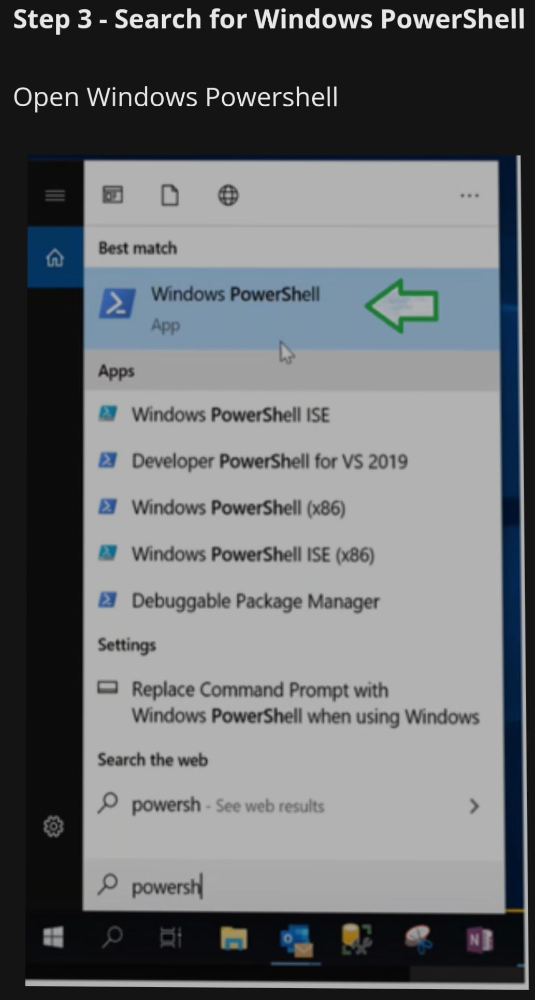 Step 3 - Search for Windows PowerShell
Open Windows Powershell
Best match
Windows PowerShell
App
Apps
Windows PowerShell ISE
Developer PowerShell for VS 2019
Windows PowerShell (x86)
Windows PowerShell ISE (x86)
Debuggable Package Manager
Settings
Replace Command Prompt with
Windows PowerShell when using Windows
Search the web
powersh - See web results
powersh